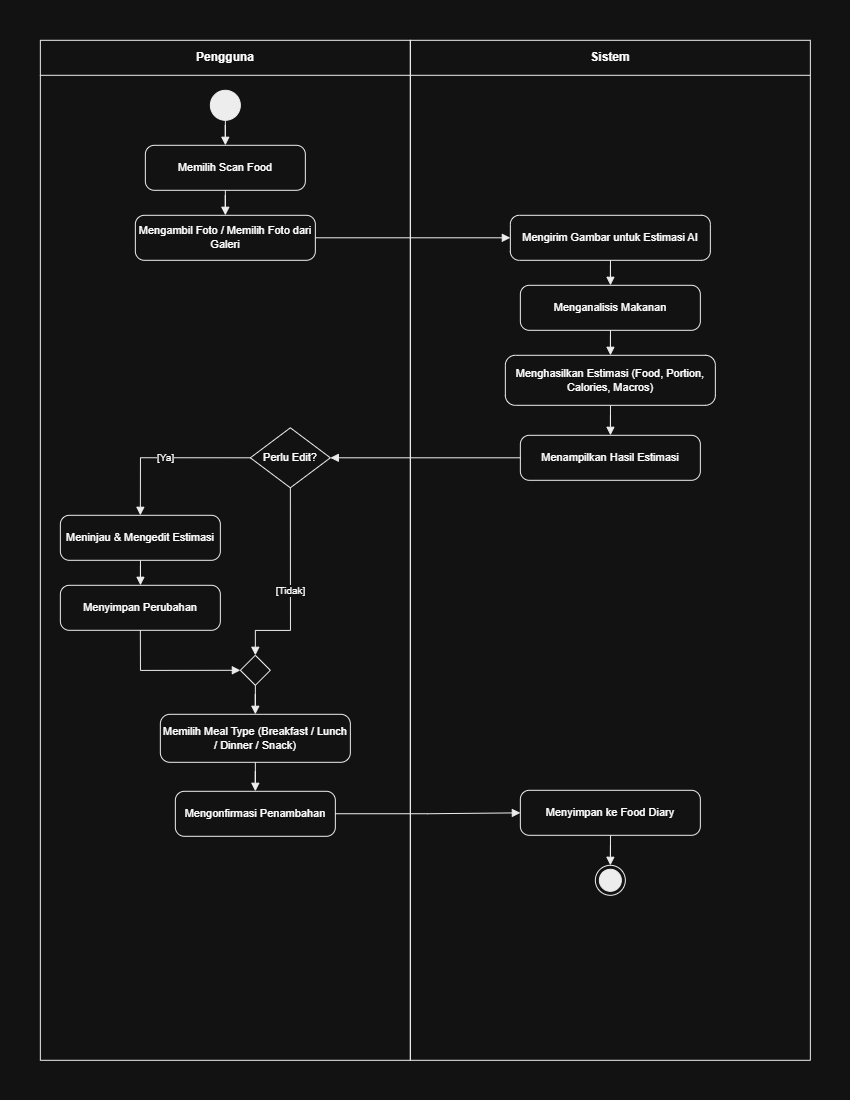 Pengguna
Sistem
Memilih Scan Food
Mengambil Foto / Memilih Foto dari
Galeri
Mengirim Gambar untuk Estimasi AI
Menganalisis Makanan
Menghasilkan Estimasi (Food, Portion,
Calories, Macros)
Menampilkan Hasil Estimasi
Perlu Edit?
[Ya]
Meninjau & Mengedit Estimasi
[Tidak]
Menyimpan Perubahan
Memilih Meal Type (Breakfast / Lunch
/ Dinner / Snack)
Mengonfirmasi Penambahan
Menyimpan ke Food Diary